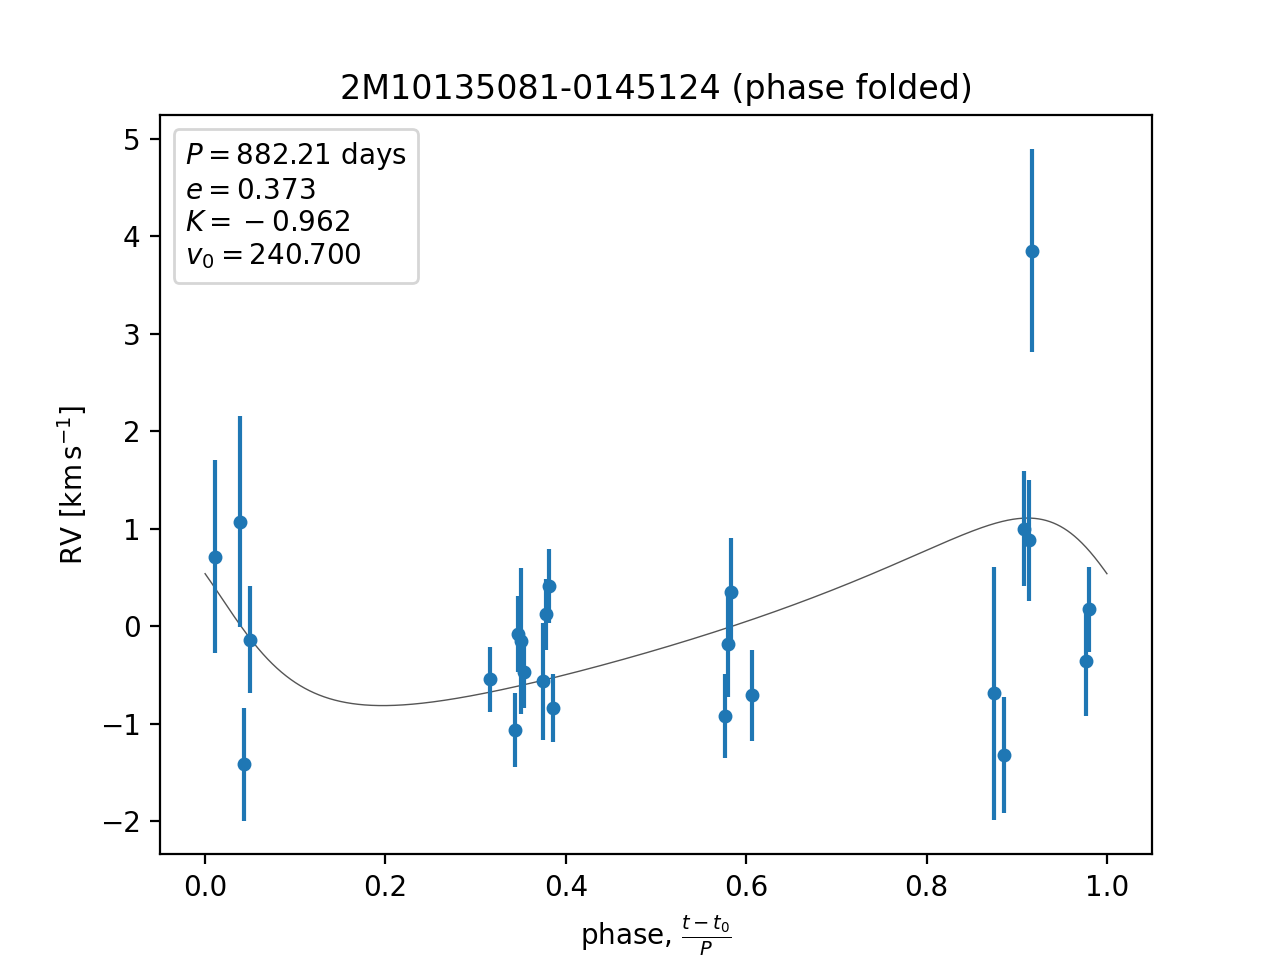 2M10135081-0145124 (phase folded)
P = 882.21 days
e = 0.373
K = −0.962
v₀ = 240.700
5
4
3
2
1
0
−1
−2
RV [km s⁻¹]
0.0 0.2 0.4 0.6 0.8 1.0
phase, (t − t₀)/P